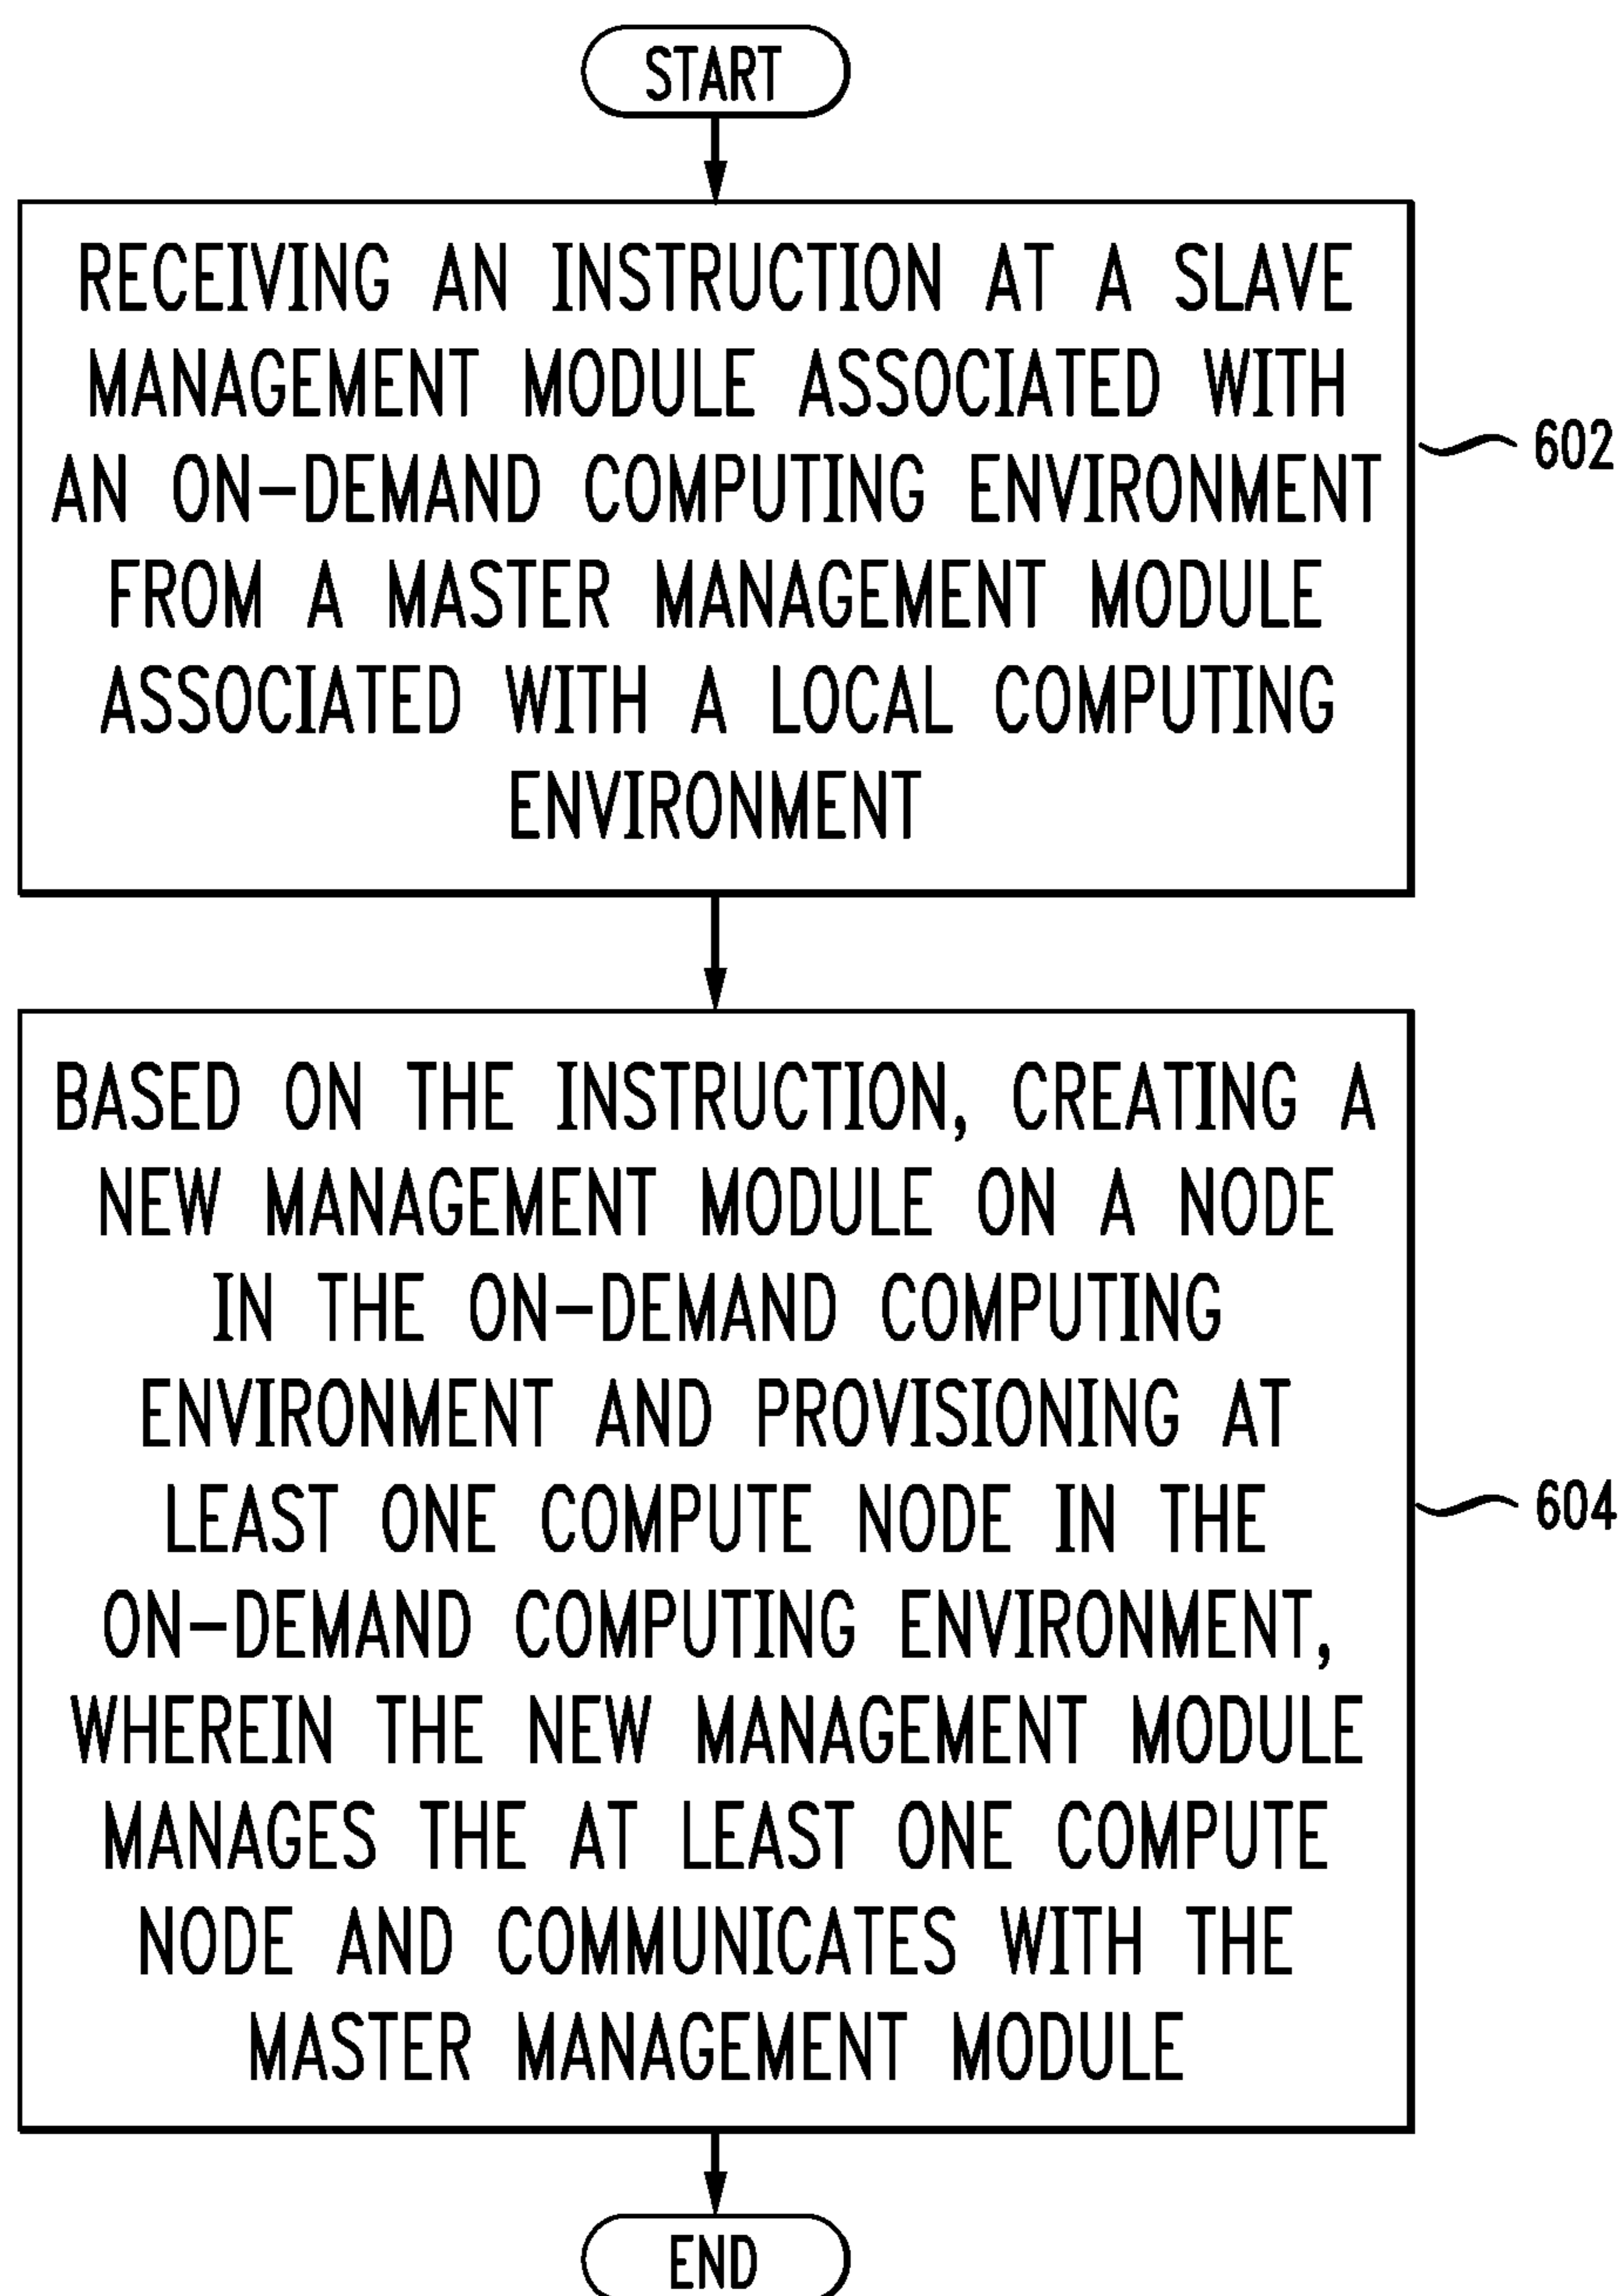 START
RECEIVING AN INSTRUCTION AT A SLAVE
MANAGEMENT MODULE ASSOCIATED WITH
AN ON-DEMAND COMPUTING ENVIRONMENT
FROM A MASTER MANAGEMENT MODULE
ASSOCIATED WITH A LOCAL COMPUTING
ENVIRONMENT
602
BASED ON THE INSTRUCTION, CREATING A
NEW MANAGEMENT MODULE ON A NODE
IN THE ON-DEMAND COMPUTING
ENVIRONMENT AND PROVISIONING AT
LEAST ONE COMPUTE NODE IN THE
ON-DEMAND COMPUTING ENVIRONMENT,
WHEREIN THE NEW MANAGEMENT MODULE
MANAGES THE AT LEAST ONE COMPUTE
NODE AND COMMUNICATES WITH THE
MASTER MANAGEMENT MODULE
604
END